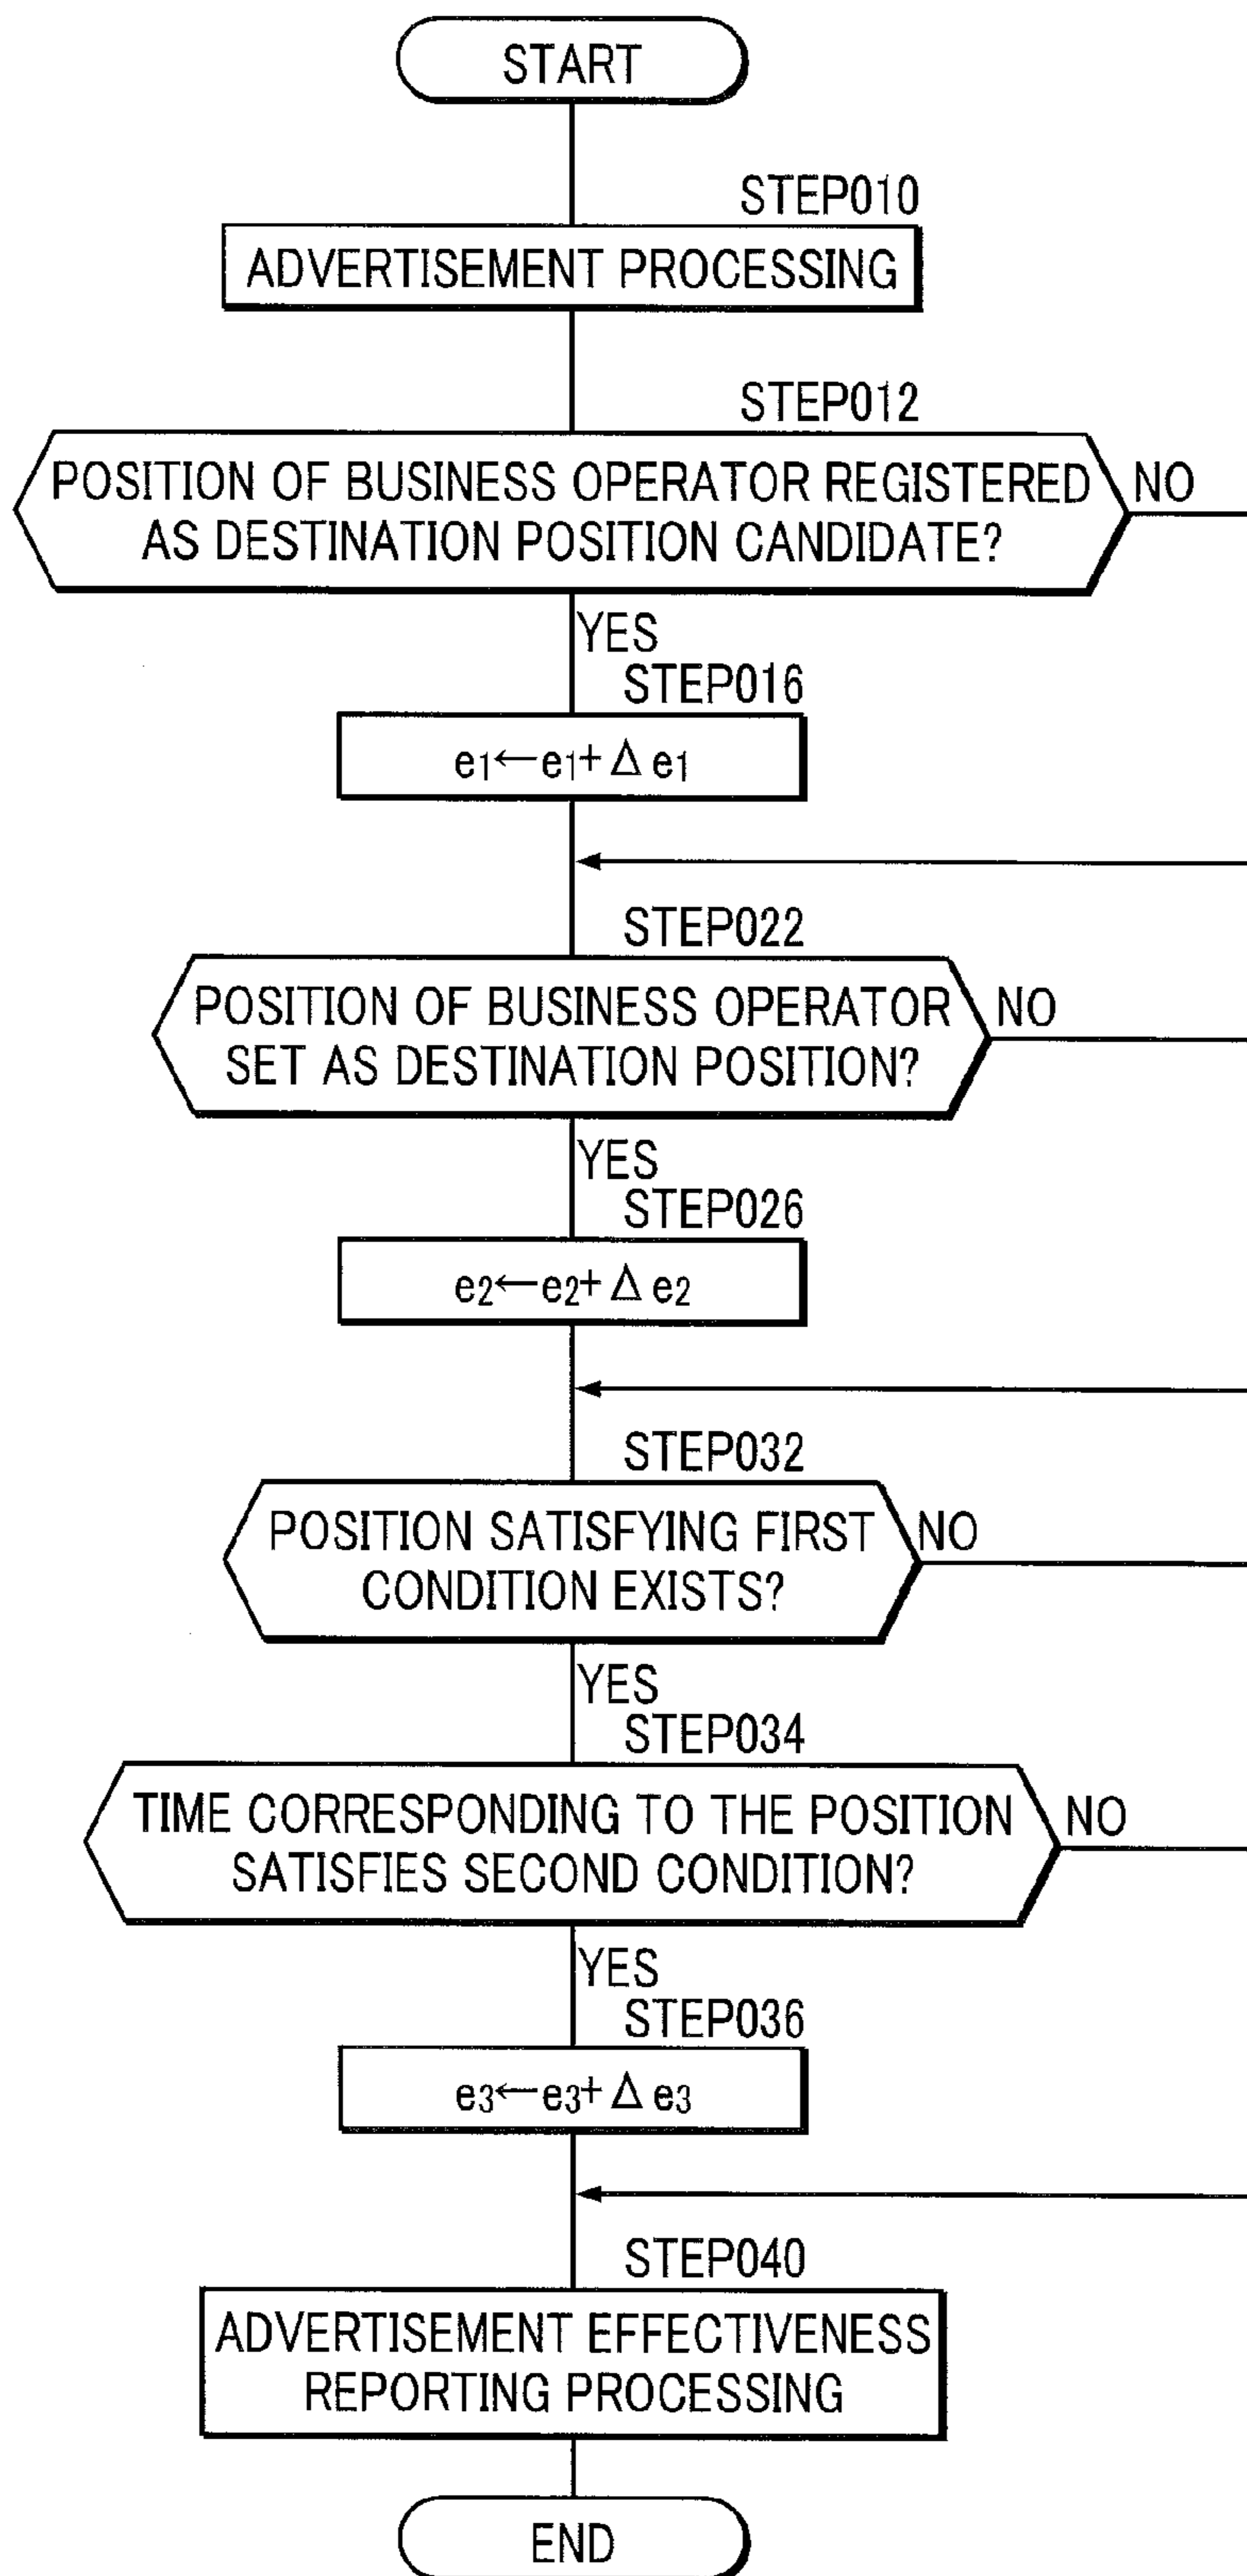 START
STEP010
ADVERTISEMENT PROCESSING
STEP012
POSITION OF BUSINESS OPERATOR REGISTERED
AS DESTINATION POSITION CANDIDATE?
NO
YES
STEP016
e1←e1+Δe1
STEP022
POSITION OF BUSINESS OPERATOR
SET AS DESTINATION POSITION?
NO
YES
STEP026
e2←e2+Δe2
STEP032
POSITION SATISFYING FIRST
CONDITION EXISTS?
NO
YES
STEP034
TIME CORRESPONDING TO THE POSITION
SATISFIES SECOND CONDITION?
NO
YES
STEP036
e3←e3+Δe3
STEP040
ADVERTISEMENT EFFECTIVENESS
REPORTING PROCESSING
END